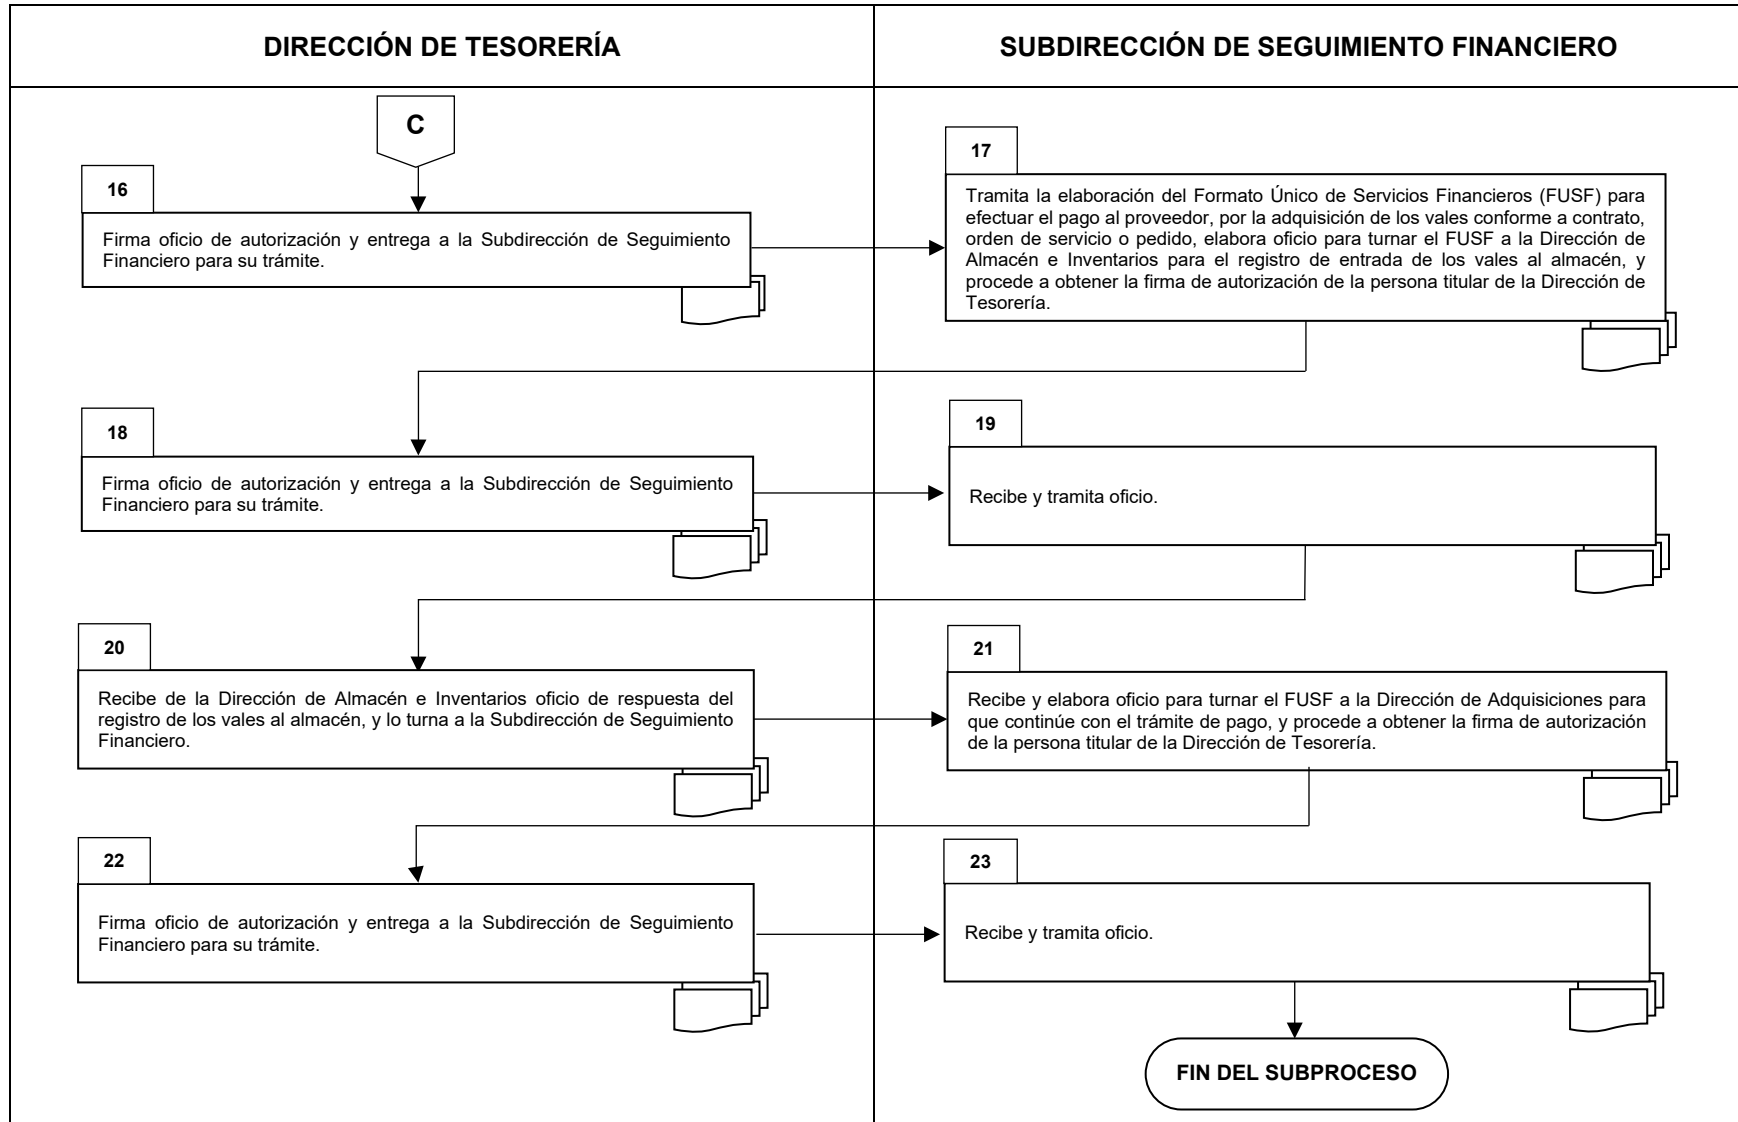 DIRECCIÓN DE TESORERÍA
SUBDIRECCIÓN DE SEGUIMIENTO FINANCIERO
C
16
Firma oficio de autorización y entrega a la Subdirección de Seguimiento
Financiero para su trámite.
17
Tramita la elaboración del Formato Único de Servicios Financieros (FUSF) para
efectuar el pago al proveedor, por la adquisición de los vales conforme a contrato,
orden de servicio o pedido, elabora oficio para turnar el FUSF a la Dirección de
Almacén e Inventarios para el registro de entrada de los vales al almacén, y
procede a obtener la firma de autorización de la persona titular de la Dirección de
Tesorería.
18
Firma oficio de autorización y entrega a la Subdirección de Seguimiento
Financiero para su trámite.
19
Recibe y tramita oficio.
20
Recibe de la Dirección de Almacén e Inventarios oficio de respuesta del
registro de los vales al almacén, y lo turna a la Subdirección de Seguimiento
Financiero.
21
Recibe y elabora oficio para turnar el FUSF a la Dirección de Adquisiciones para
que continúe con el trámite de pago, y procede a obtener la firma de autorización
de la persona titular de la Dirección de Tesorería.
22
Firma oficio de autorización y entrega a la Subdirección de Seguimiento
Financiero para su trámite.
23
Recibe y tramita oficio.
FIN DEL SUBPROCESO